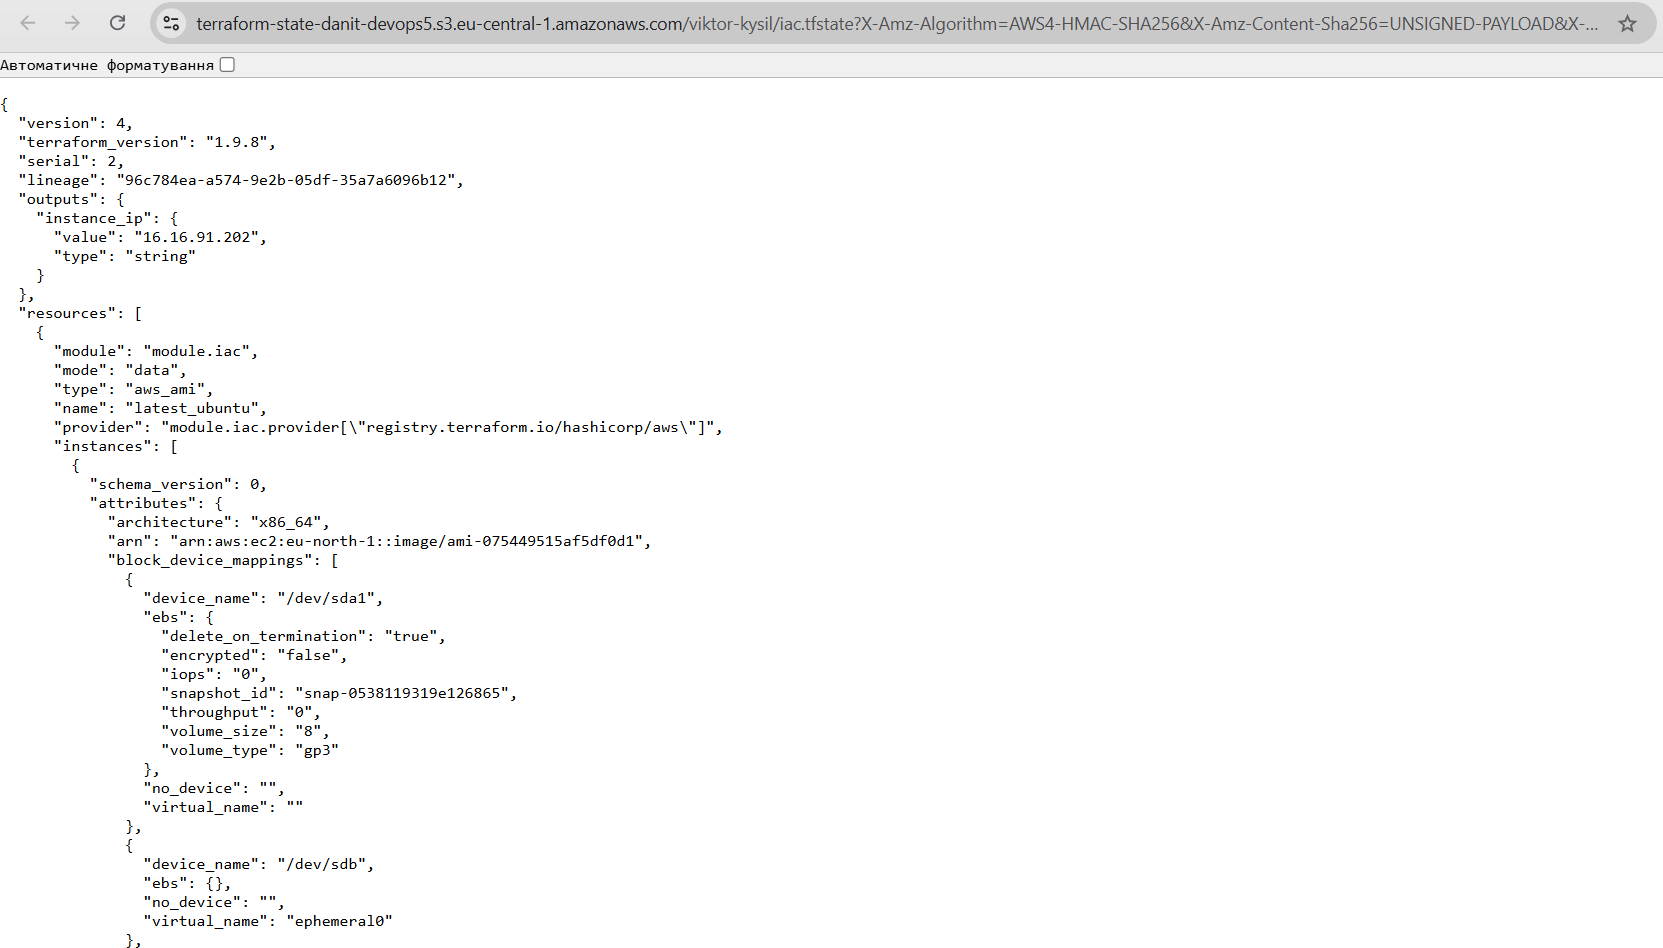 terraform-state-danit-devops5.s3.eu-central-1.amazonaws.com/viktor-kysil/iac.tfstate?X-Amz-Algorithm=AWS4-HMAC-SHA256&X-Amz-Content-Sha256=UNSIGNED-PAYLOAD&X-...
Автоматичне форматування
{
  "version": 4,
  "terraform_version": "1.9.8",
  "serial": 2,
  "lineage": "96c784ea-a574-9e2b-05df-35a7a6096b12",
  "outputs": {
    "instance_ip": {
      "value": "16.16.91.202",
      "type": "string"
    }
  },
  "resources": [
    {
      "module": "module.iac",
      "mode": "data",
      "type": "aws_ami",
      "name": "latest_ubuntu",
      "provider": "module.iac.provider[\"registry.terraform.io/hashicorp/aws\"]",
      "instances": [
        {
          "schema_version": 0,
          "attributes": {
            "architecture": "x86_64",
            "arn": "arn:aws:ec2:eu-north-1::image/ami-075449515af5df0d1",
            "block_device_mappings": [
              {
                "device_name": "/dev/sda1",
                "ebs": {
                  "delete_on_termination": "true",
                  "encrypted": "false",
                  "iops": "0",
                  "snapshot_id": "snap-0538119319e126865",
                  "throughput": "0",
                  "volume_size": "8",
                  "volume_type": "gp3"
                },
                "no_device": "",
                "virtual_name": ""
              },
              {
                "device_name": "/dev/sdb",
                "ebs": {},
                "no_device": "",
                "virtual_name": "ephemeral0"
              },